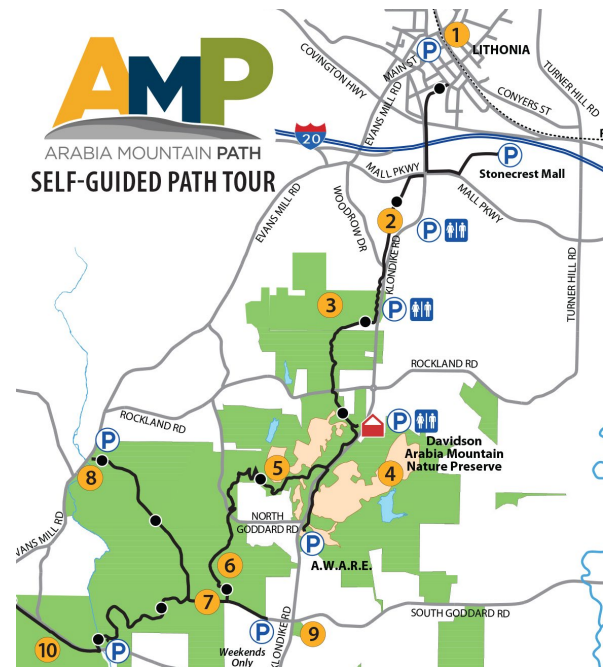 AMP
ARABIA MOUNTAIN PATH
SELF-GUIDED PATH TOUR
1
P
LITHONIA
MAIN ST
COVINGTON HWY
EVANS MILL RD
TURNER HILL RD
CONYERS ST
20
P
Stonecrest Mall
MALL PKWY
MALL PKWY
EVANS MILL RD
WOODROW DR
2
P
KLONDIKE RD
TURNER HILL RD
3
P
ROCKLAND RD
ROCKLAND RD
P
Davidson
Arabia Mountain
Nature Preserve
P
8
5
4
NORTH
GODDARD RD
VANS MILL RD
P
A.W.A.R.E.
6
7
SOUTH GODDARD RD
P
9
KLONDIKE RD
Weekends
Only
10
P